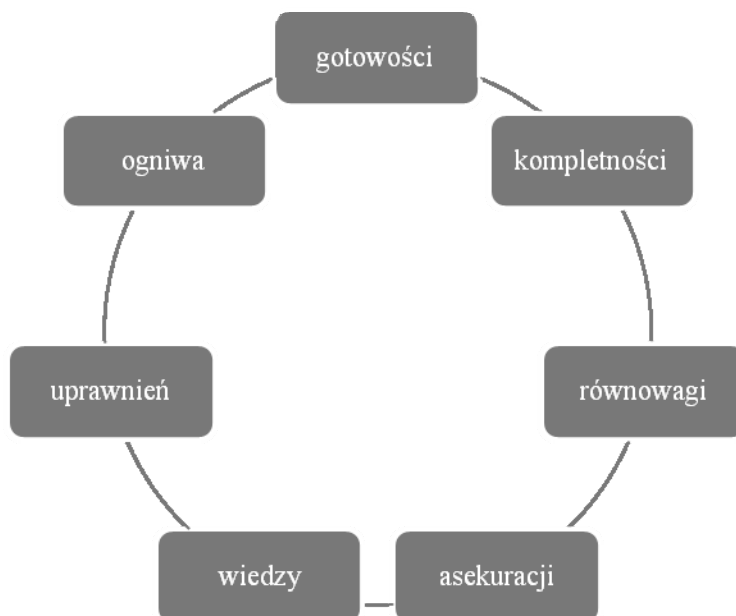 gotowości
kompletności
równowagi
asekuracji
wiedzy
uprawnień
ogniwa